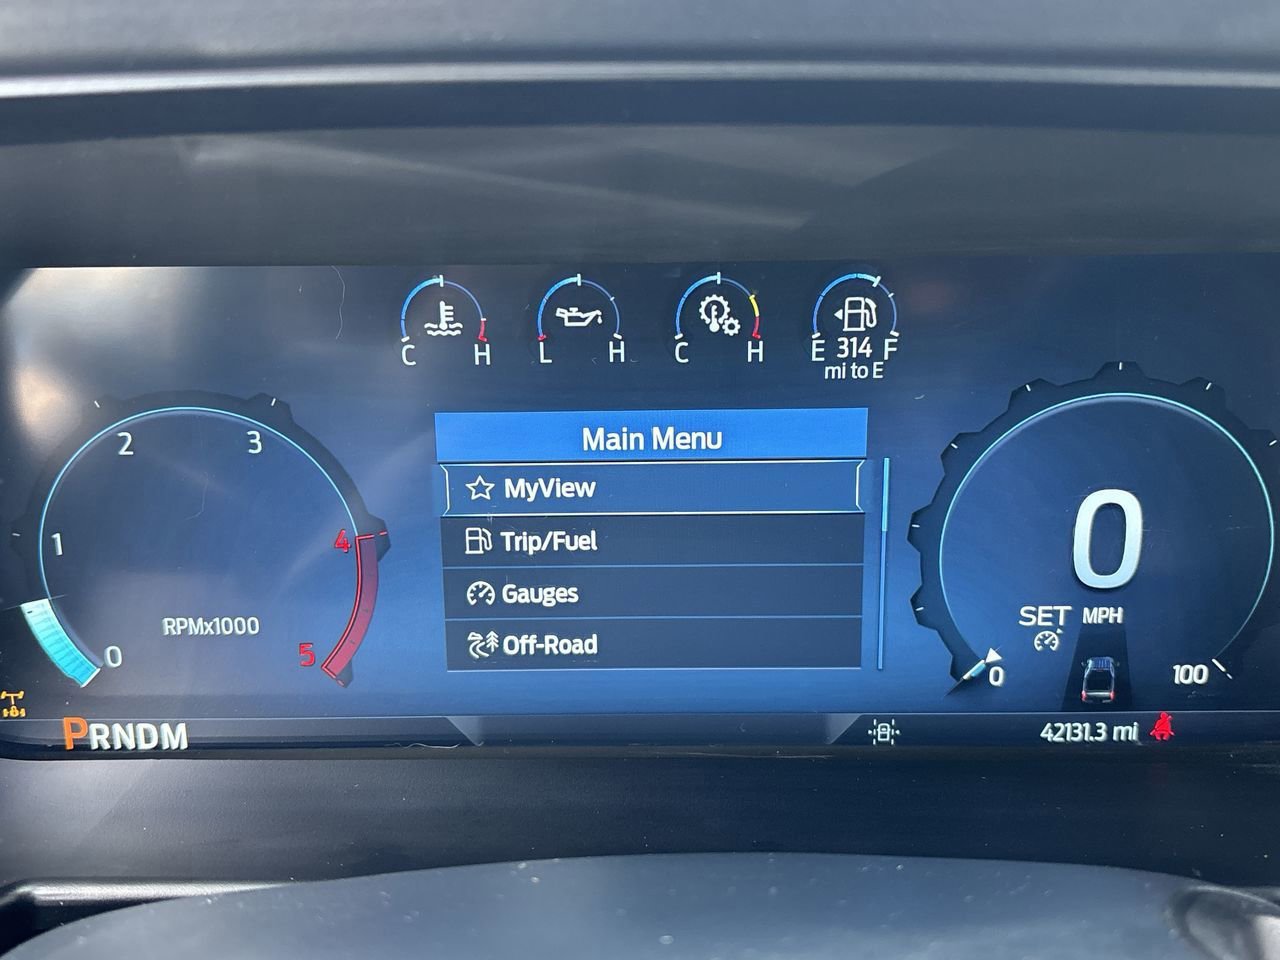 C H
L H
C H
E 314 F
mi to E
Main Menu
MyView
Trip/Fuel
Gauges
Off-Road
0 1 2 3 4 5
RPMx1000
0
SET MPH
0 100
PRNDM
42131.3 mi